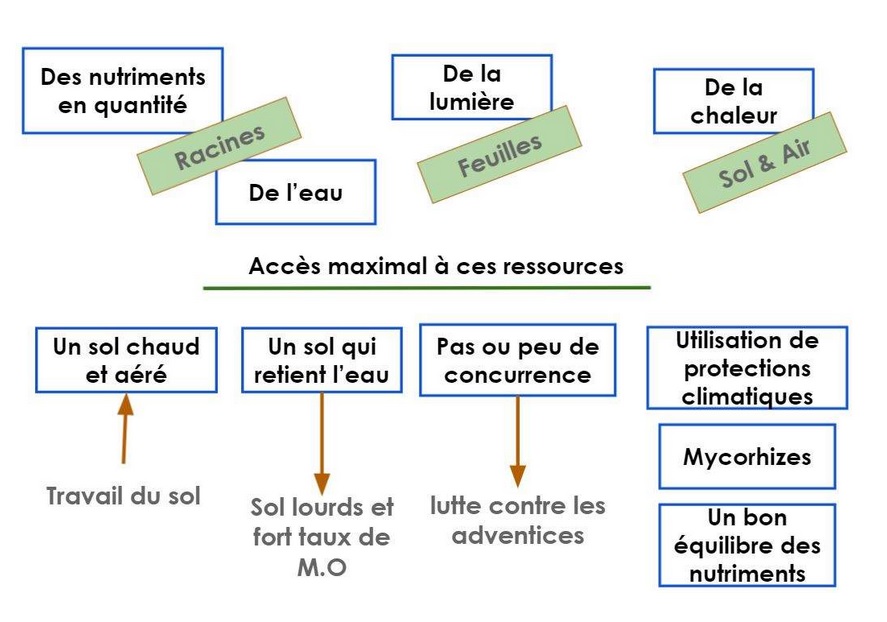 Des nutriments
en quantité
Racines
De l'eau
De la
lumière
Feuilles
De la
chaleur
Sol & Air
Accès maximal à ces ressources
Un sol chaud
et aéré
Travail du sol
Un sol qui
retient l'eau
Sol lourds et
fort taux de
M.O
Pas ou peu de
concurrence
lutte contre les
adventices
Utilisation de
protections
climatiques
Mycorhizes
Un bon
équilibre des
nutriments